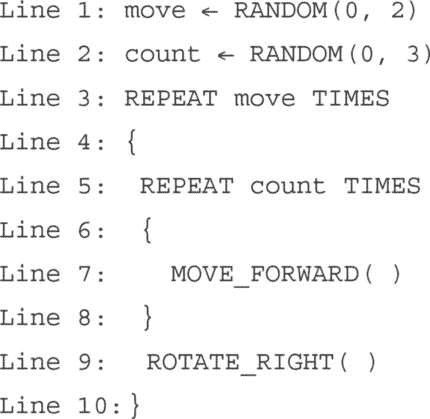 Line 1: move ← RANDOM(0, 2)
Line 2: count ← RANDOM(0, 3)
Line 3: REPEAT move TIMES
Line 4: {
Line 5:  REPEAT count TIMES
Line 6:  {
Line 7:    MOVE_FORWARD( )
Line 8:  }
Line 9:  ROTATE_RIGHT( )
Line 10:}